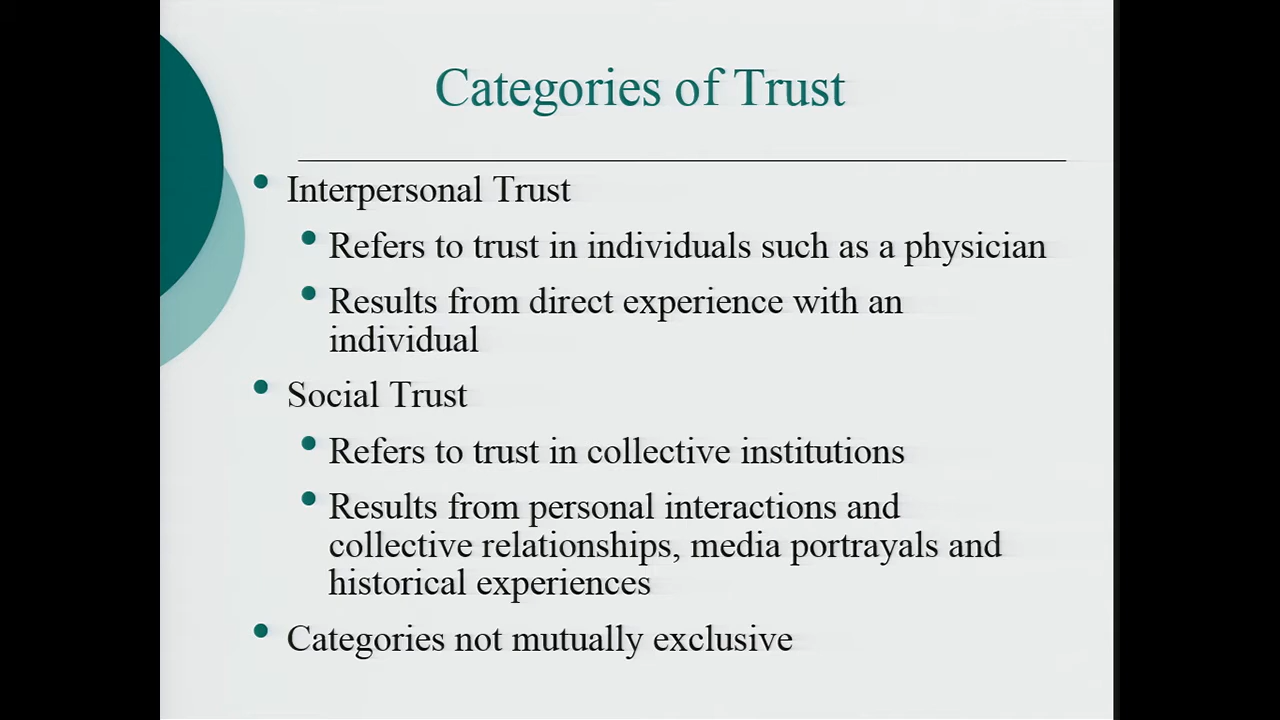 Categories of Trust
Interpersonal Trust
Refers to trust in individuals such as a physician
Results from direct experience with an
individual
Social Trust
Refers to trust in collective institutions
Results from personal interactions and
collective relationships, media portrayals and
historical experiences
Categories not mutually exclusive